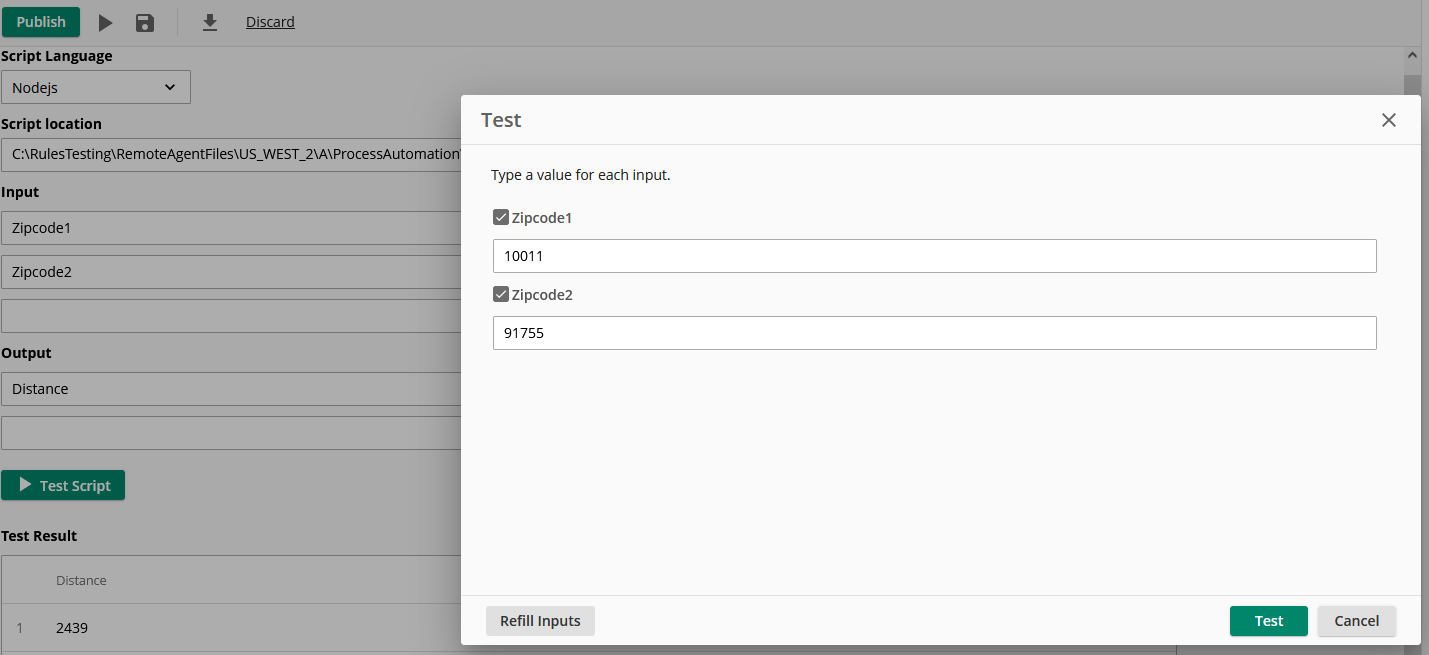 Publish
Discard
Script Language
Nodejs
Script location
C:\RulesTesting\RemoteAgentFiles\US_WEST_2\A\ProcessAutomation\
Input
Zipcode1
Zipcode2
Output
Distance
Test Script
Test Result
Distance
1 2439
Test
Type a value for each input.
Zipcode1
10011
Zipcode2
91755
Refill Inputs
Test
Cancel